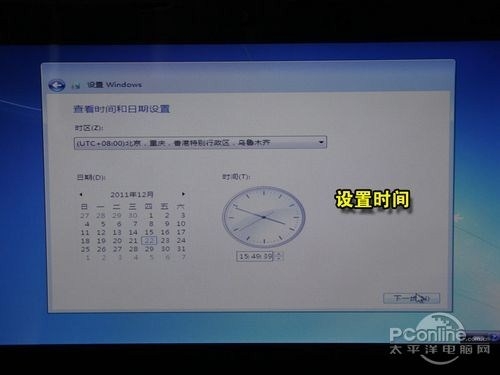 设置 Windows
查看时间和日期设置
时区(Z):
(UTC+08:00)北京，重庆，香港特别行政区，乌鲁木齐
日期(D):
时间(T):
2011年12月
日 一 二 三 四 五 六
27 28 29 30 1 2 3
4 5 6 7 8 9 10
11 12 13 14 15 16 17
18 19 20 21 22 23 24
25 26 27 28 29 30 31
1 2 3 4 5 6 7
15:49:39
设置时间
下一步(N)
PConline
.com.cn
太平洋电脑网